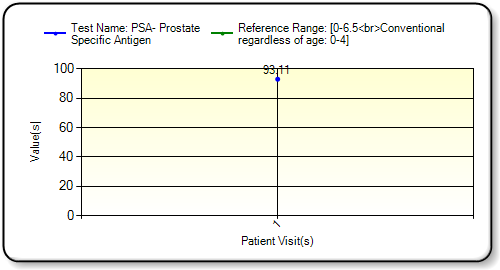 Test Name: PSA- Prostate
Specific Antigen
Reference Range: [0-6.5<br>Conventional
regardless of age: 0-4]
93.11
100
80
60
40
20
0
Value(s)
1
Patient Visit(s)